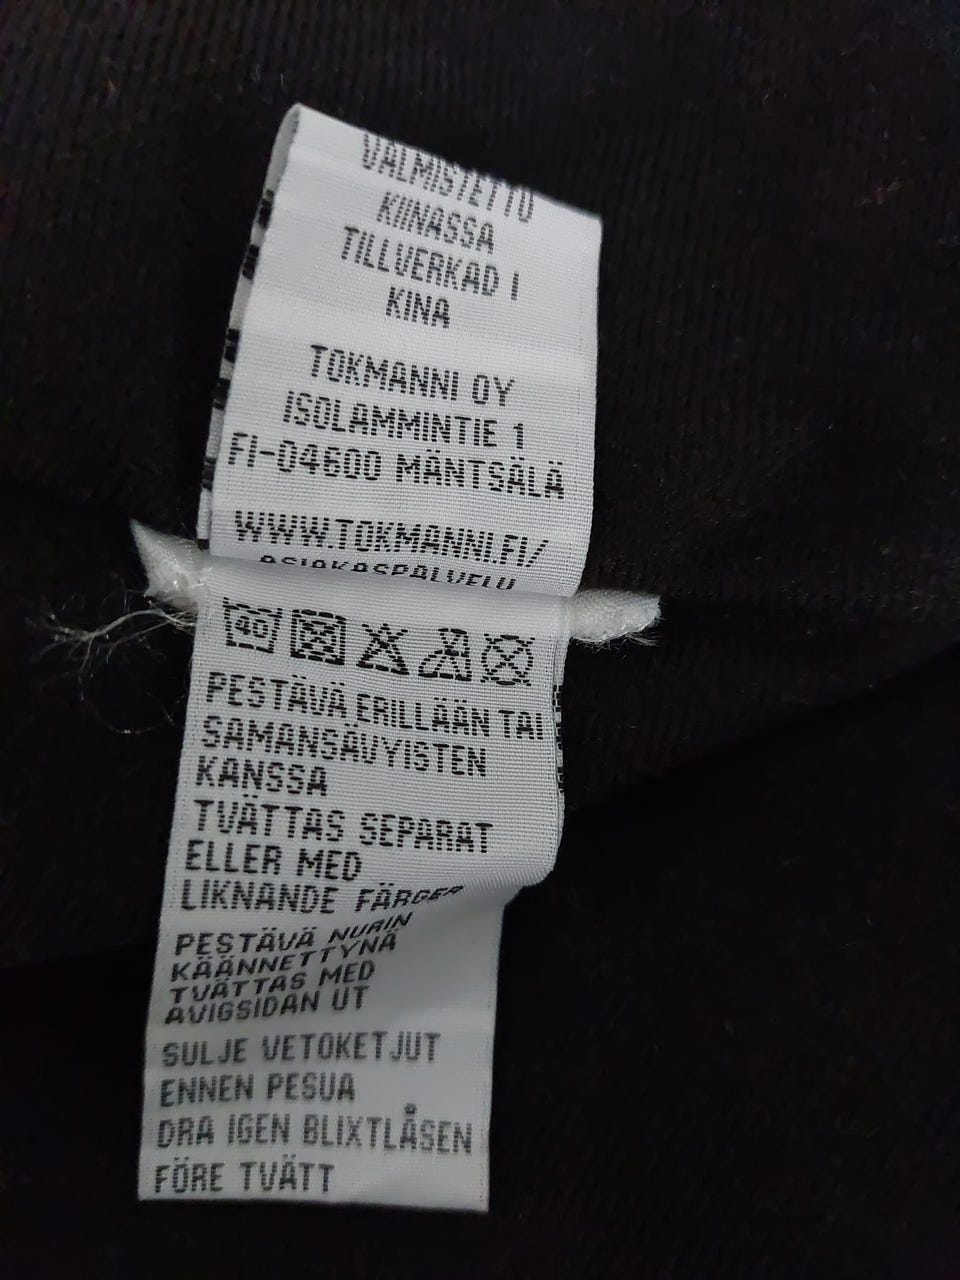 VALMISTETTU
KIINASSA
TILLVERKAD I
KINA
TOKMANNI OY
ISOLAMMINTIE 1
FI-04600 MÄNTSÄLÄ
WWW.TOKMANNI.FI/
ASIAKASPALVELU
40
PESTÄVÄ ERILLÄÄN TAI
SAMANSÄVYISTEN
KANSSA
TVÄTTAS SEPARAT
ELLER MED
LIKNANDE FÄRGER
PESTÄVÄ NURIN
KÄÄNNETTYNÄ
TVÄTTAS MED
AVIGSIDAN UT
SULJE VETOKETJUT
ENNEN PESUA
DRA IGEN BLIXTLÅSEN
FÖRE TVÄTT